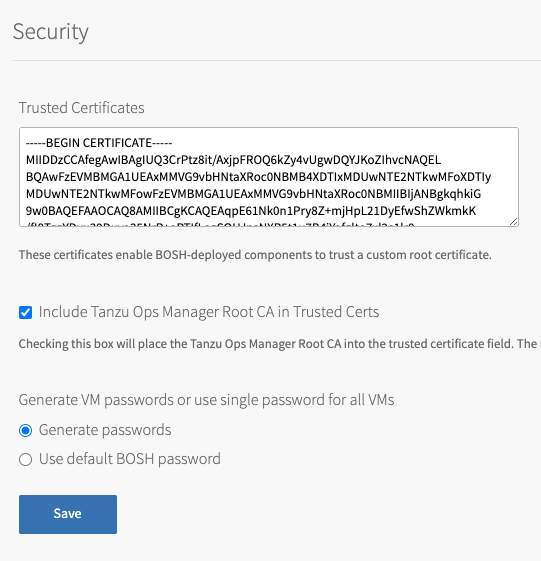 Security
Trusted Certificates
-----BEGIN CERTIFICATE-----
MIIDDzCCAfegAwIBAgIUQ3CrPtz8it/AxjpFROQ6kZy4vUgwDQYJKoZIhvcNAQEL
BQAwFzEVMBMGA1UEAxMMVG9vbHNtaXRoc0NBMB4XDTIxMDUwNTE2NTkwMFoXDTIy
MDUwNTE2NTkwMFowFzEVMBMGA1UEAxMMVG9vbHNtaXRoc0NBMIIBIjANBgkqhkiG
9w0BAQEFAAOCAQ8AMIIBCgKCAQEAqpE61Nk0n1Pry8Z+mjHpL21DyEfwShZWkmkK
These certificates enable BOSH-deployed components to trust a custom root certificate.
Include Tanzu Ops Manager Root CA in Trusted Certs
Checking this box will place the Tanzu Ops Manager Root CA into the trusted certificate field. The
Generate VM passwords or use single password for all VMs
Generate passwords
Use default BOSH password
Save